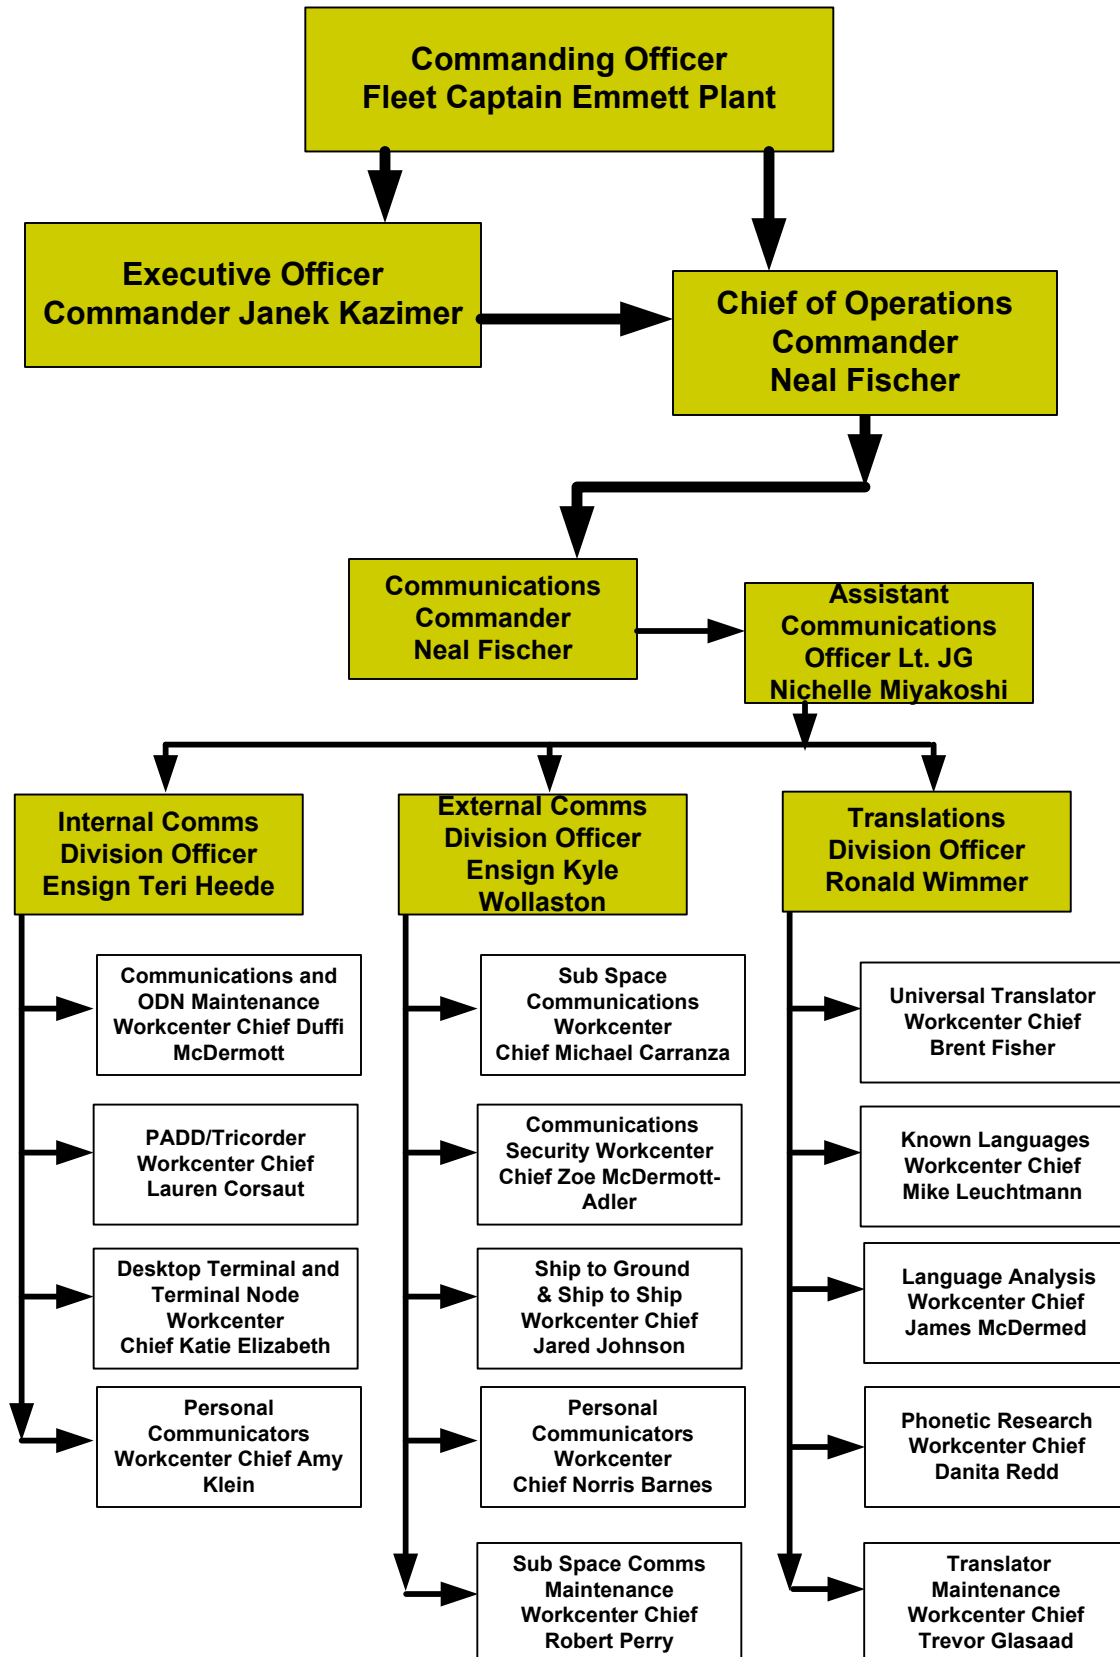 Commanding Officer
Fleet Captain Emmett Plant
Executive Officer
Commander Janek Kazimer
Chief of Operations
Commander
Neal Fischer
Communications
Commander
Neal Fischer
Assistant
Communications
Officer Lt. JG
Nichelle Miyakoshi
Internal Comms
Division Officer
Ensign Teri Heede
Communications and
ODN Maintenance
Workcenter Chief Duffi
McDermott
PADD/Tricorder
Workcenter Chief
Lauren Corsaut
Desktop Terminal and
Terminal Node
Workcenter
Chief Katie Elizabeth
Personal
Communicators
Workcenter Chief Amy
Klein
External Comms
Division Officer
Ensign Kyle
Wollaston
Sub Space
Communications
Workcenter
Chief Michael Carranza
Communications
Security Workcenter
Chief Zoe McDermott-
Adler
Ship to Ground
& Ship to Ship
Workcenter Chief
Jared Johnson
Personal
Communicators
Workcenter
Chief Norris Barnes
Sub Space Comms
Maintenance
Workcenter Chief
Robert Perry
Translations
Division Officer
Ronald Wimmer
Universal Translator
Workcenter Chief
Brent Fisher
Known Languages
Workcenter Chief
Mike Leuchtmann
Language Analysis
Workcenter Chief
James McDermed
Phonetic Research
Workcenter Chief
Danita Redd
Translator
Maintenance
Workcenter Chief
Trevor Glasaad